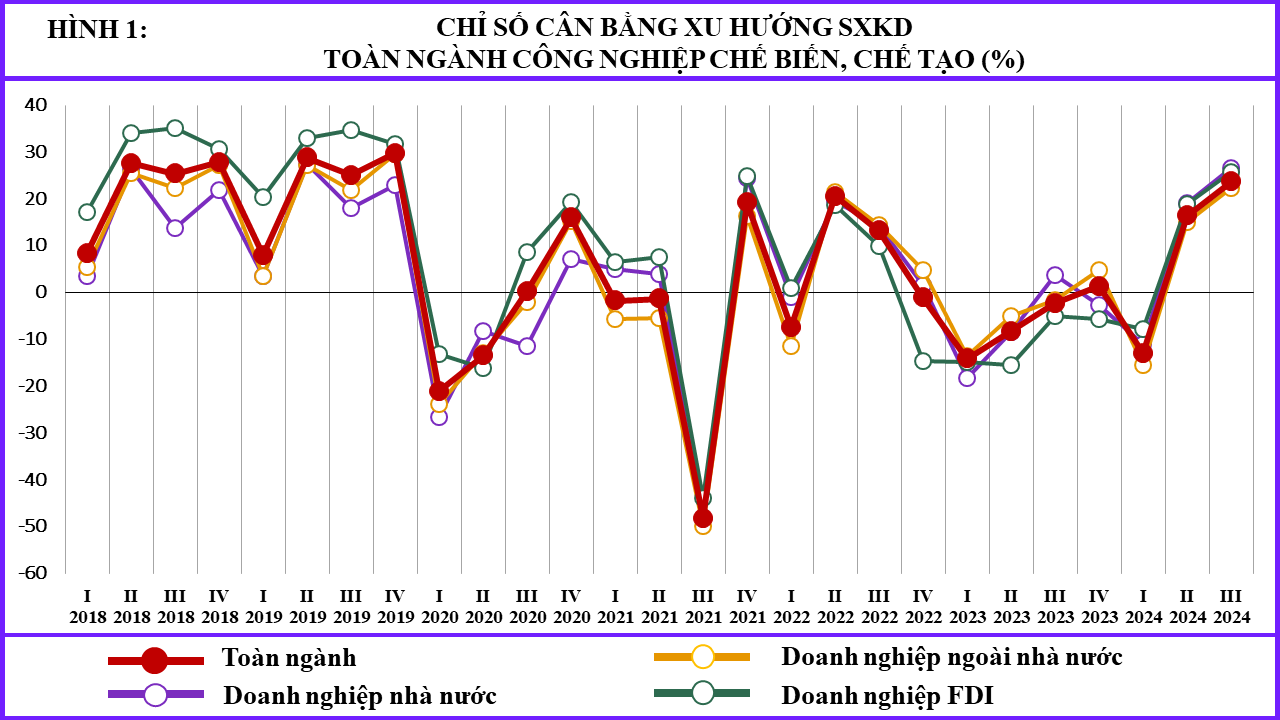 HÌNH 1:
CHỈ SỐ CÂN BẰNG XU HƯỚNG SXKD
TOÀN NGÀNH CÔNG NGHIỆP CHẾ BIẾN, CHẾ TẠO (%)
40
30
20
10
0
-10
-20
-30
-40
-50
-60
I II III IV I II III IV I II III IV I II III IV I II III IV I II III IV I II III
2018 2018 2018 2018 2019 2019 2019 2019 2020 2020 2020 2020 2021 2021 2021 2021 2022 2022 2022 2022 2023 2023 2023 2023 2024 2024 2024
Toàn ngành
Doanh nghiệp ngoài nhà nước
Doanh nghiệp nhà nước
Doanh nghiệp FDI